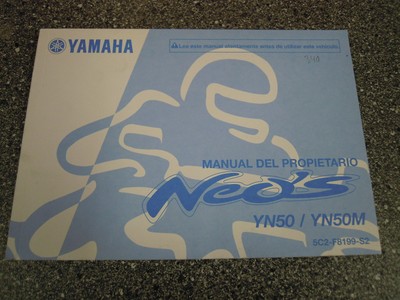 YAMAHA
Lea este manual atentamente antes de utilizar este vehículo.
MANUAL DEL PROPIETARIO
Neo's
YN50 / YN50M
5C2-F8199-S2